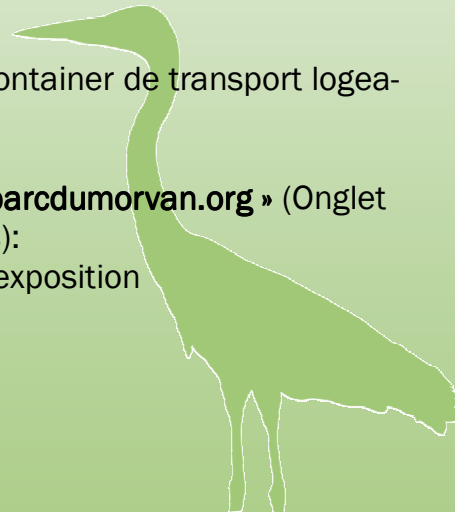 ontainer de transport logea-
parcdumorvan.org » (Onglet
):
exposition